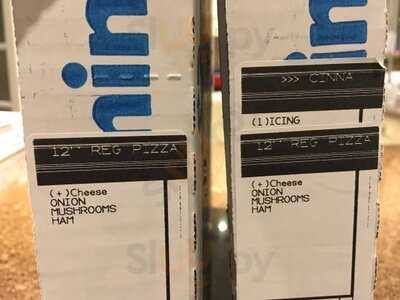 12'' REG PIZZA
(+)Cheese
ONION
MUSHROOMS
HAM
>>> CINNA
(1)ICING
12'' REG PIZZA
(+)Cheese
ONION
MUSHROOMS
HAM